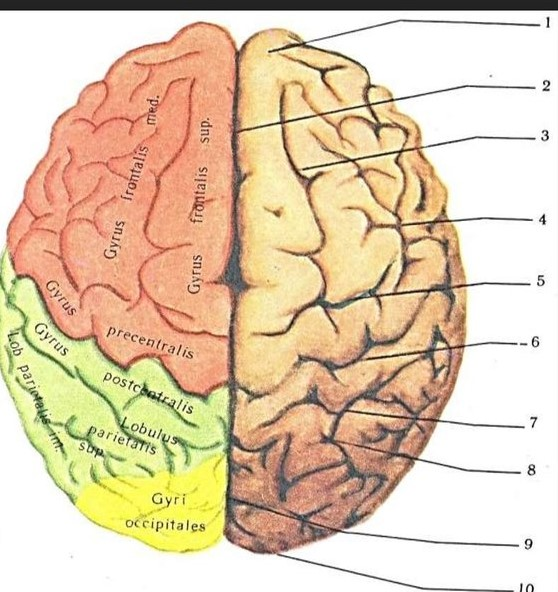 1
2
3
4
5
6
7
8
9
10
Gyrus frontalis med.
Gyrus frontalis sup.
Gyrus precentralis
Gyrus postcentralis
Lob parietalis inf.
Lobulus
parietalis
sup
Gyri
occipitales